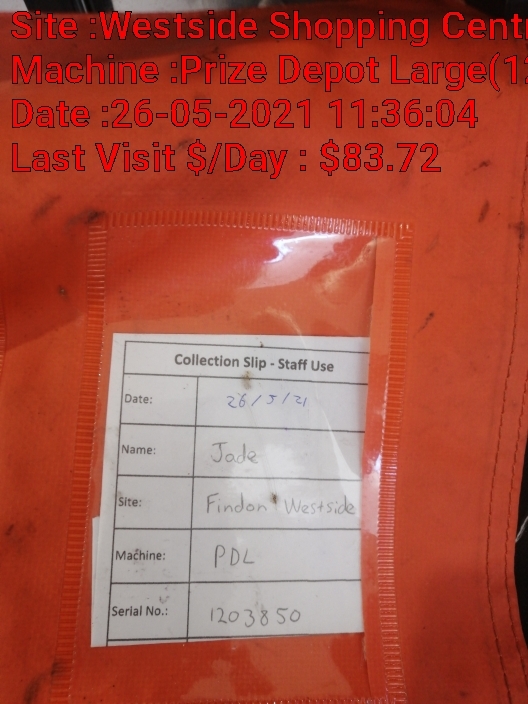 Site :Westside Shopping Cent
Machine :Prize Depot Large(12
Date :26-05-2021 11:36:04
Last Visit $/Day : $83.72
Collection Slip - Staff Use
Date: 26/5/21
Name: Jade
Site: Findon Westside
Machine: PDL
Serial No.: 1203850